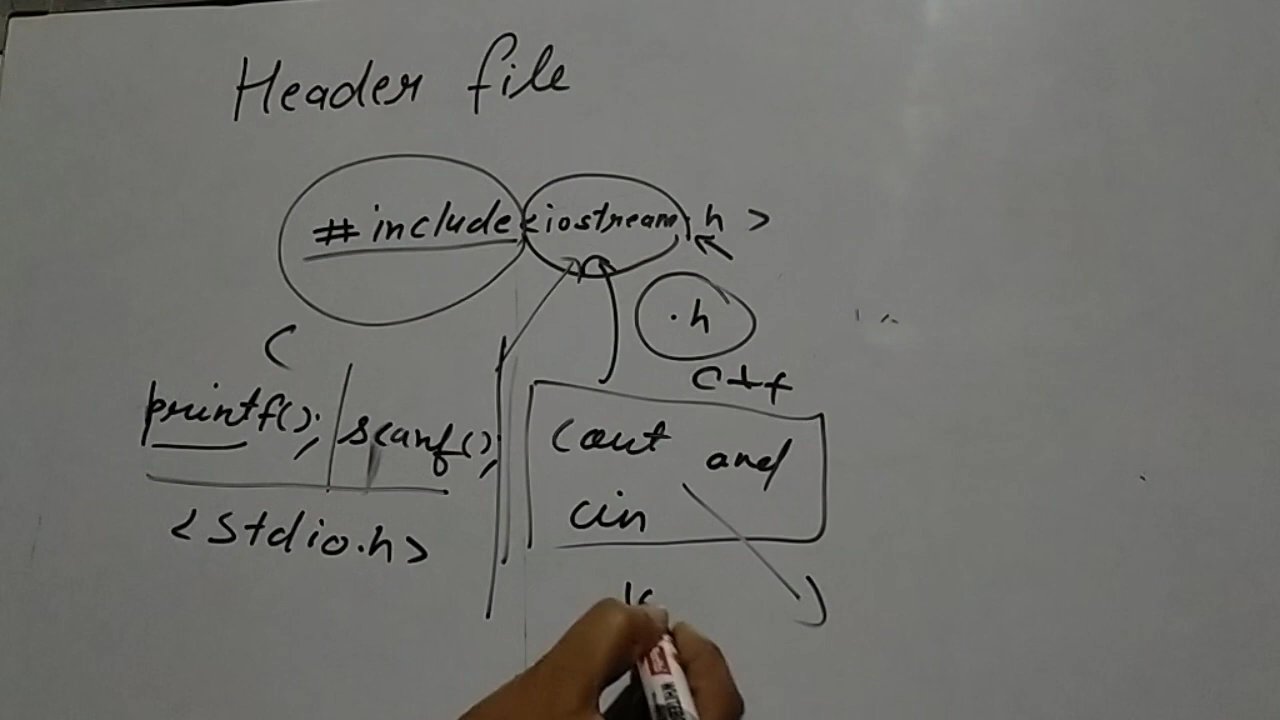 Header file
#include <iostream.h>
.h
C
C++
printf(); scanf();
cout and
cin
<stdio.h>